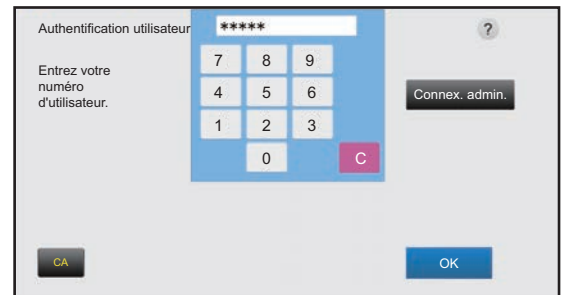 Authentification utilisateur
*****
?
Entrez votre
numéro
d'utilisateur.
7 8 9
4 5 6
1 2 3
0 C
Connex. admin.
CA
OK